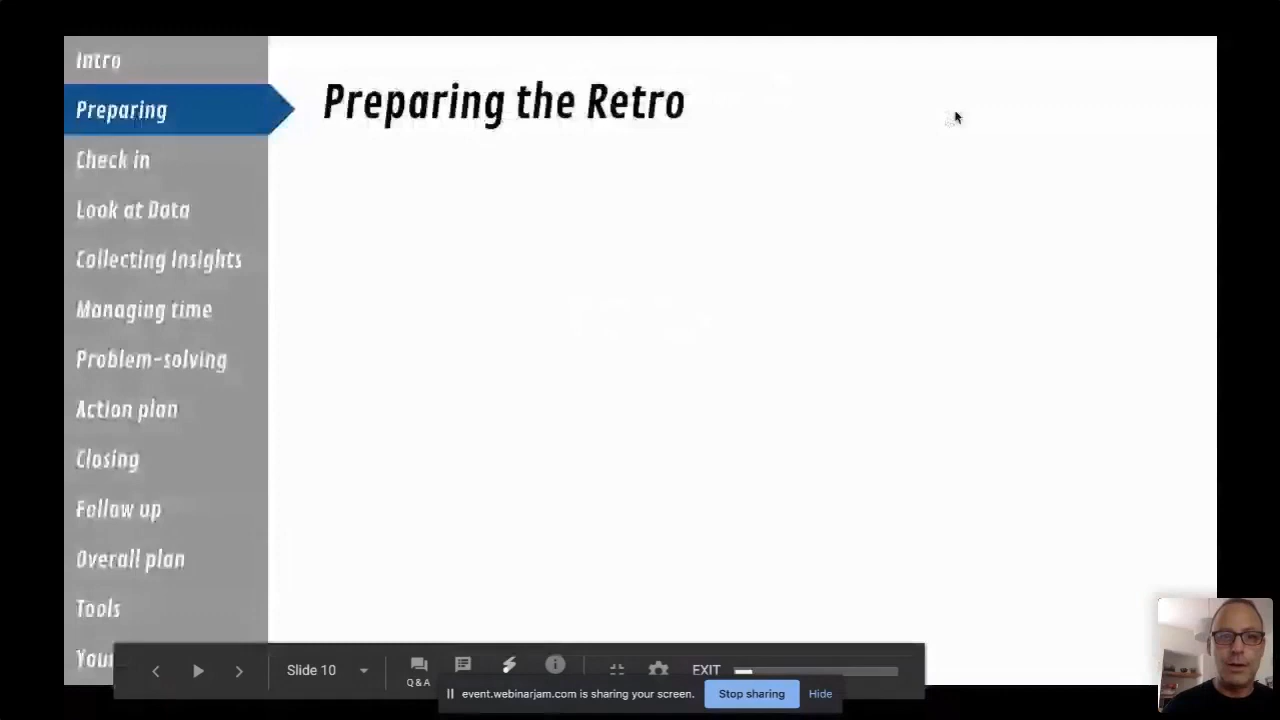 Intro
Preparing
Check in
Look at Data
Collecting Insights
Managing time
Problem-solving
Action plan
Closing
Follow up
Overall plan
Tools
Preparing the Retro
Slide 10
Q&A
EXIT
event.webinarjam.com is sharing your screen.
Stop sharing
Hide